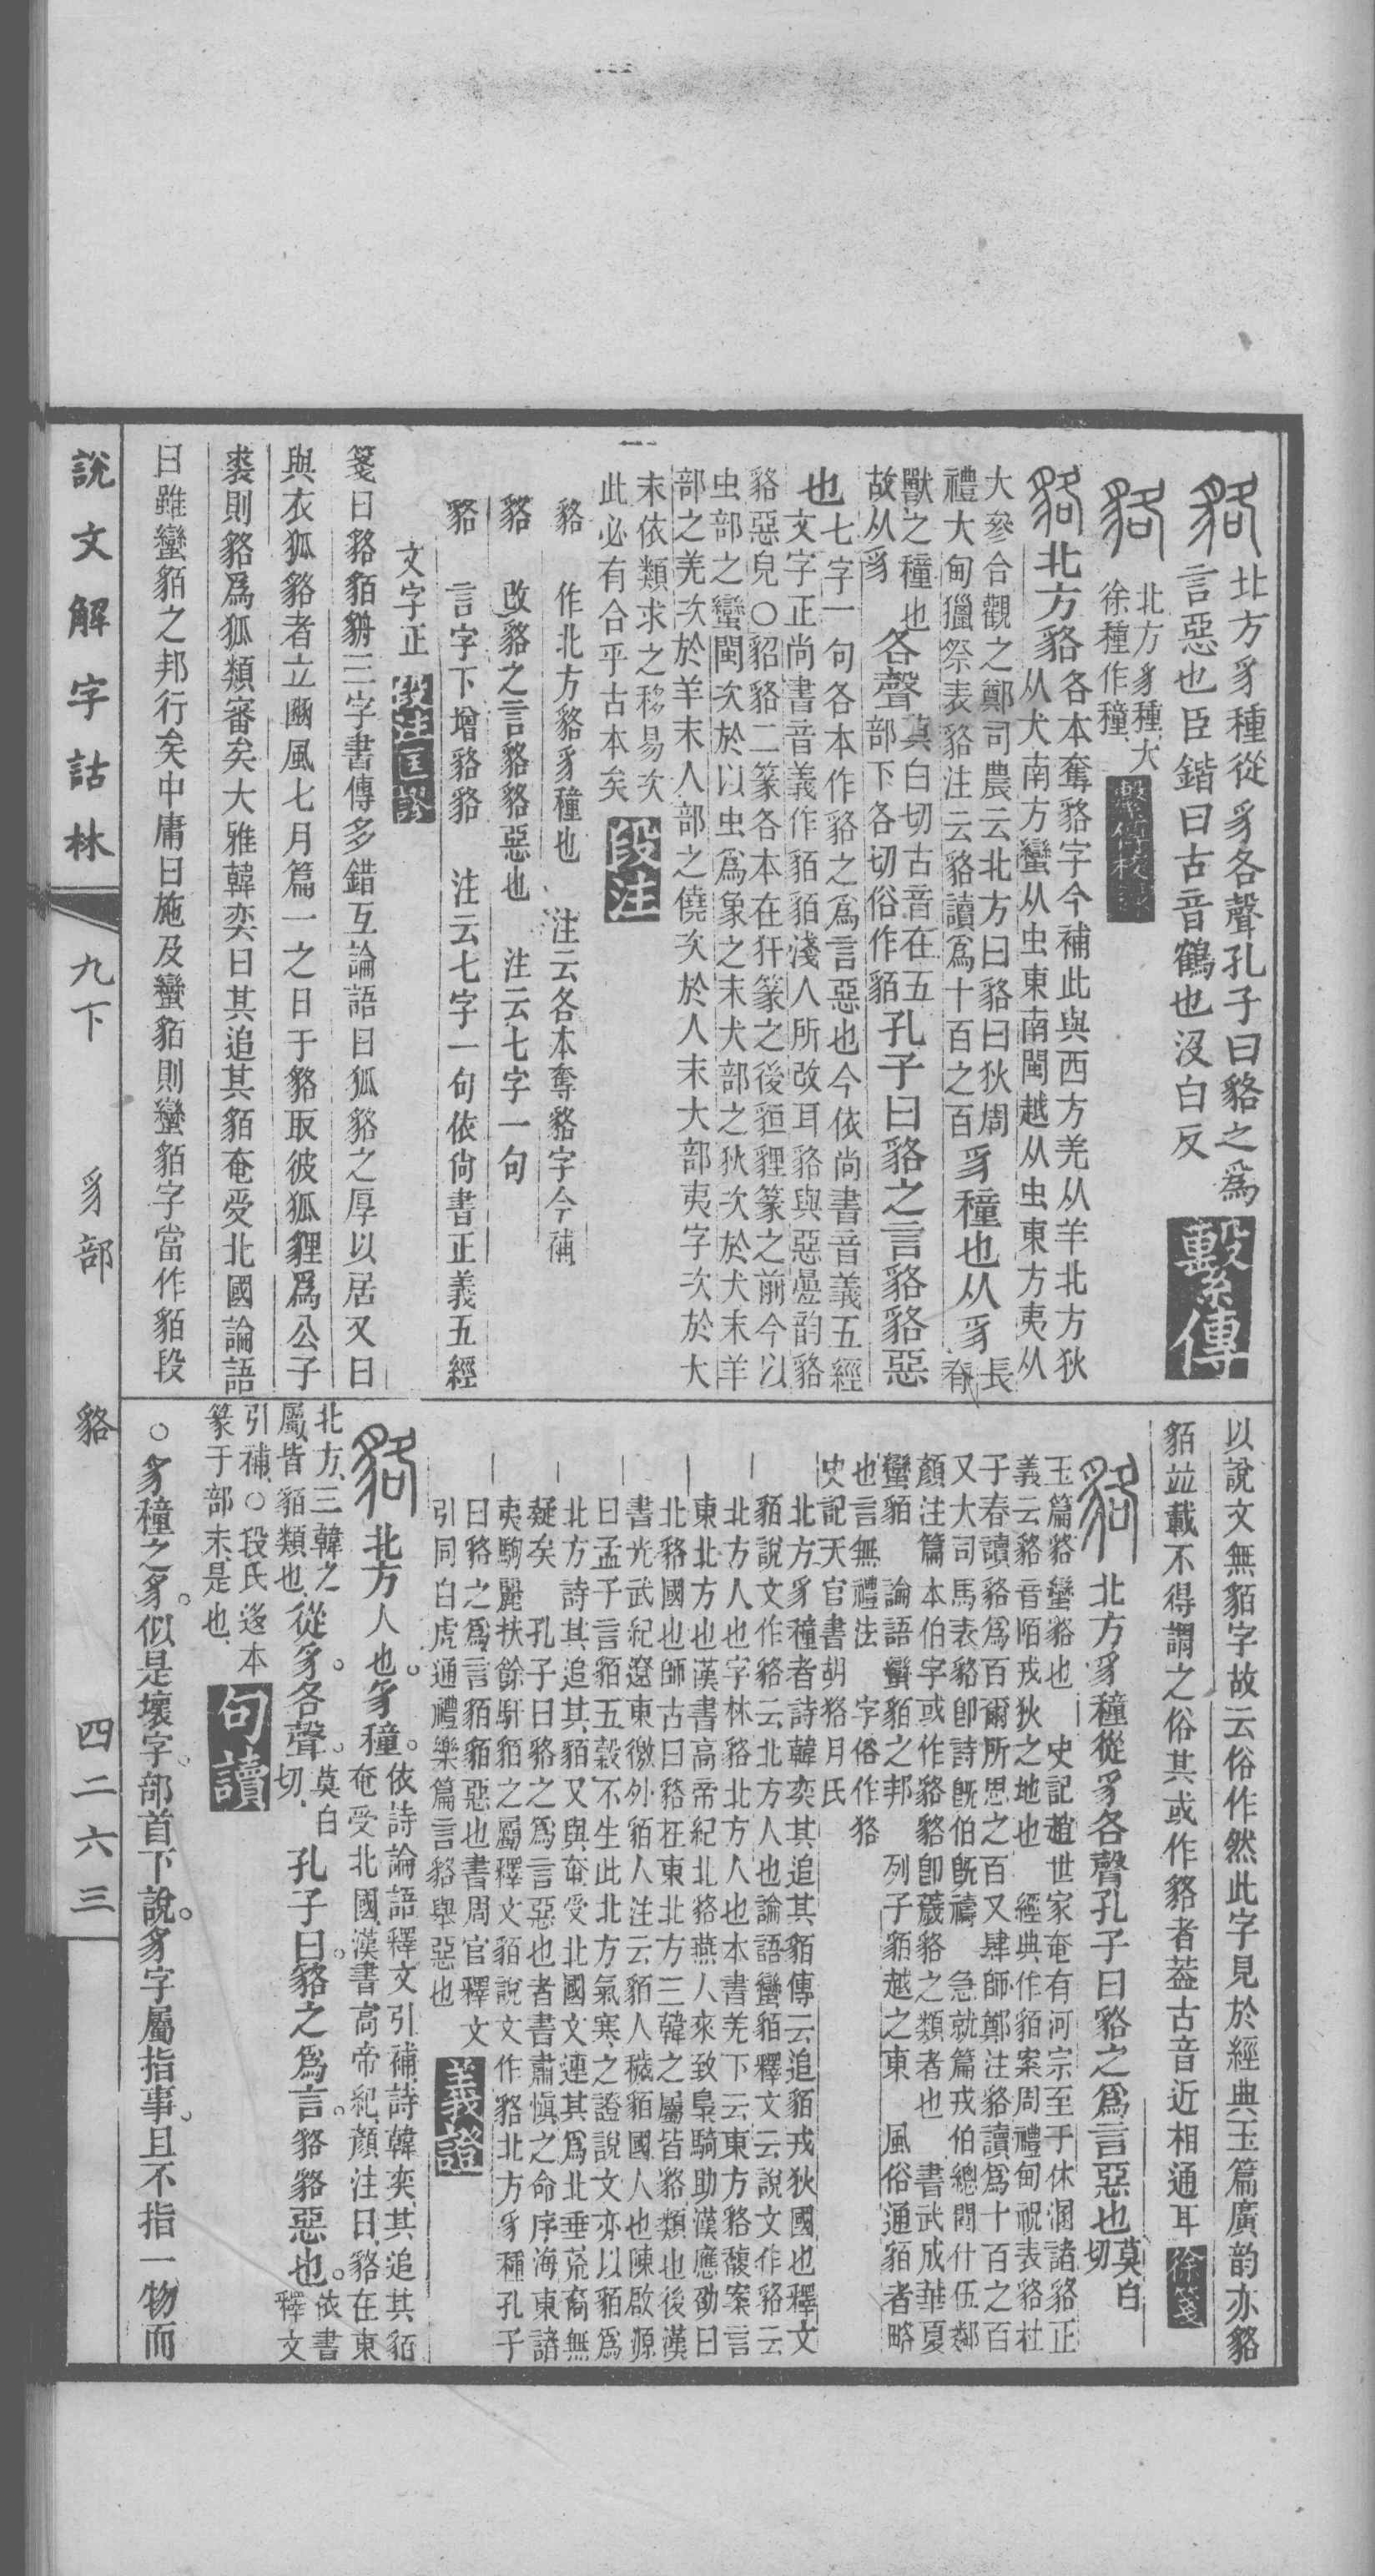 貉北方豸種從豸各聲孔子曰貉之爲
言惡也臣鍇曰古音鶴也沒白反
繫傳
貉
北方豸種大
徐種作穜
繫傳校錄
貉北方貉各本奪貉字今補此與西方羌从羊北方狄
从犬南方蠻从虫東南閩越从虫東方夷从
大參合觀之鄭司農云北方曰貉曰狄周
禮大甸獵祭表貉注云貉讀爲十百之百
豸穜也从豸
長脊
獸之穜也
故从豸
各聲
莫白切古音在五
部下各切俗作貊
孔子曰貉之言貉貉惡
也
七字一句各本作貉之爲言惡也今依尚書音義五經
文字正尚書音義作貊貊淺人所改耳貉與惡疊韵貉
貉惡皃○貂貉二篆各本在犴篆之後䝠貍篆之前今以
虫部之蠻閩次於以虫爲象之末犬部之狄次於犬末羊
部之羌次於羊末人部之僥次於人末大部夷字次於大
末依類求之移易次
此必有合乎古本矣
段注
貉　作北方貉豸穜也　注云各本奪貉字今補
貉　改貉之言貉貉惡也　注云七字一句
貉　言字下增貉貉　注云七字一句依尚書正義五經
文字正
段注匡謬
箋曰貉貊貈三字書傳多錯互論語曰狐貉之厚以居又曰
與衣狐貉者立豳風七月篇一之日于貉取彼狐貍爲公子
裘則貉爲狐類審矣大雅韓奕曰其追其貊奄受北國論語
曰雖蠻貊之邦行矣中庸曰施及蠻貊則蠻貊字當作貊段
以說文無貊字故云俗作然此字見於經典玉篇廣韵亦貉
貊並載不得謂之俗其或作貉者葢古音近相通耳
徐箋
貉北方豸穜從豸各聲孔子曰貉之爲言惡也
莫白
切
玉篇貉蠻貉也　史記趙世家奄有河宗至于休溷諸貉正
義云貉音陌戎狄之地也　經典作貊案周禮甸祝表貉杜
子春讀貉爲百爾所思之百又肆師鄭注貉讀爲十百之百
又大司馬表貉卽詩旣伯旣禱　急就篇戎伯總閱什伍鄰
顏注篇本伯字或作貉貉卽薉貉之類者也　書武成華夏
蠻貊　論語蠻貊之邦　列子貊越之東　風俗通貊者略
也言無禮法　字俗作狢
史記天官書胡狢月氏
北方豸種者詩韓奕其追其貊傳云追貊戎狄國也釋文
貊說文作貉云北方人也論語蠻貊釋文云說文作貉云
北方人也字林貉北方人也本書羌下云東方貉馥案言
東北方也漢書高帝紀北貉燕人來致梟騎助漢應劭曰
北貉國也師古曰貉在東北方三韓之屬皆貉類也後漢
書光武紀遼東徼外貊人注云貊人穢貊國人也陳啟源
曰孟子言貊五穀不生此北方氣寒之證說文亦以貊爲
北方詩其追其貊又與奄受北國文連其爲北垂荒裔無
疑矣　孔子曰貉之爲言惡也者書肅愼之命序海東諸
夷駒麗扶餘馯貊之屬釋文貊說文作貉北方豸種孔子
曰貉之爲言貊貊惡也書周官釋文
引同白虎通禮樂篇言貉舉惡也
義證
貉北方人也。豸穜。
依詩論語釋文引補詩韓奕其追其貊
奄受北國漢書高帝紀顏注曰貉在東
北方、三韓之
屬、皆貊類也、
從豸。各聲。
莫白
切、
孔子曰。貉之爲言。貉貉惡也。
依書
釋文
引補、○段氏迻本
篆于部末、是也、
句讀
○豸穜之豸。似是壞字。部首下說。豸字屬指事。且不指一物而
說文解字詁林　九下　豸部　貉　四二六三